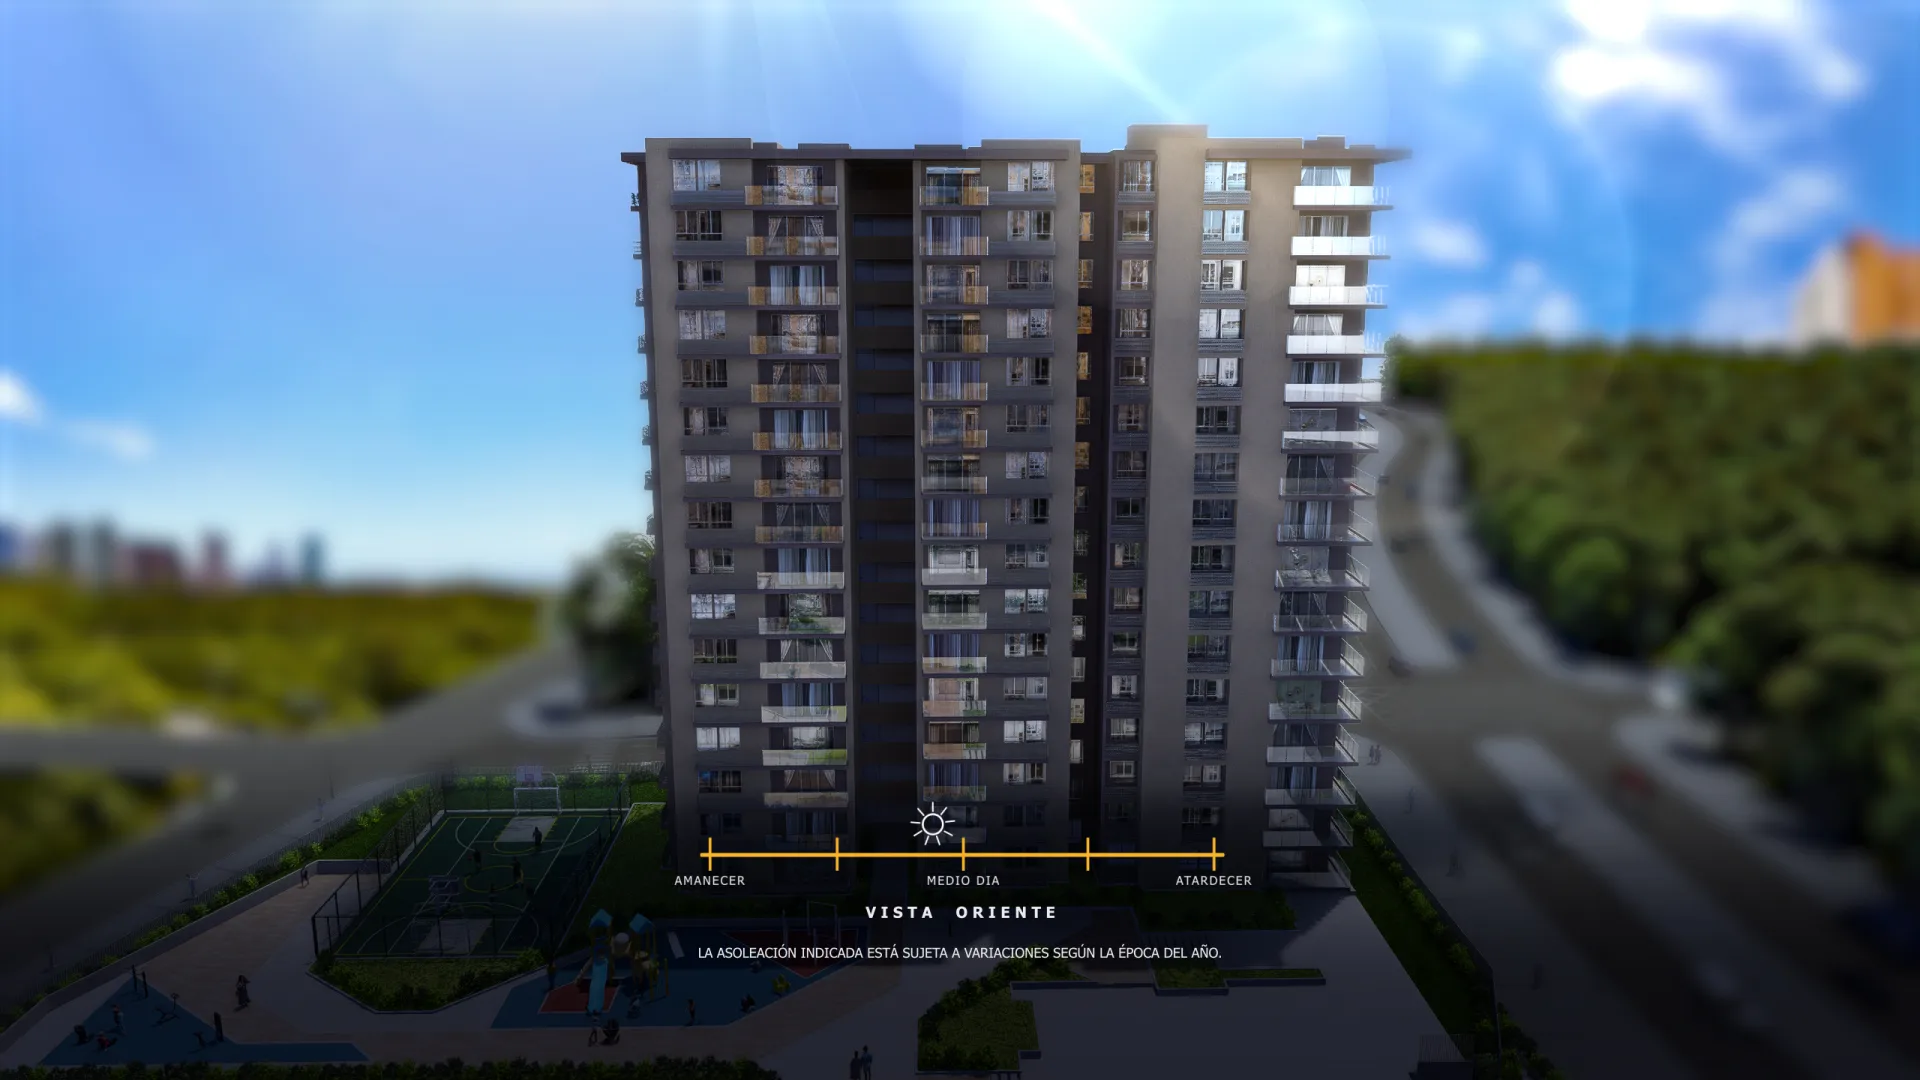 AMANECER MEDIO DIA ATARDECER
VISTA ORIENTE
LA ASOLEACIÓN INDICADA ESTÁ SUJETA A VARIACIONES SEGÚN LA ÉPOCA DEL AÑO.